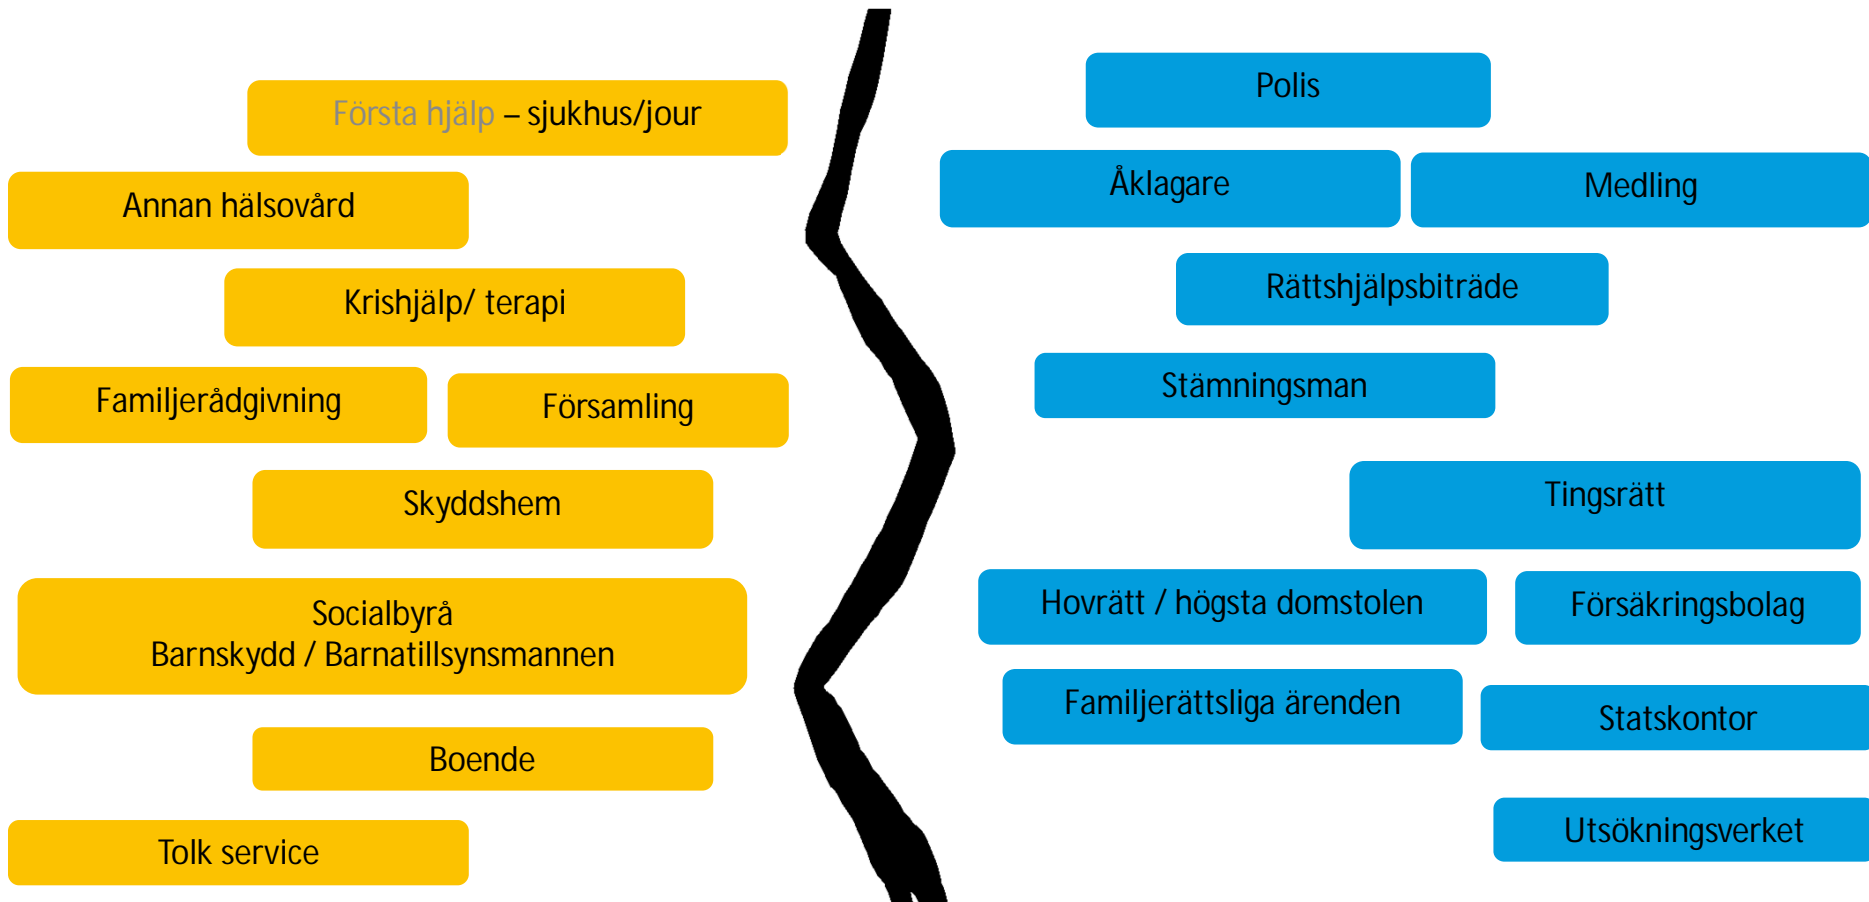 Första hjälp – sjukhus/jour
Annan hälsovård
Krishjälp/ terapi
Familjerådgivning
Församling
Skyddshem
Socialbyrå
Barnskydd / Barnatillsynsmannen
Boende
Tolk service
Polis
Åklagare
Medling
Rättshjälpsbiträde
Stämningsman
Tingsrätt
Hovrätt / högsta domstolen
Försäkringsbolag
Familjerättsliga ärenden
Statskontor
Utsökningsverket